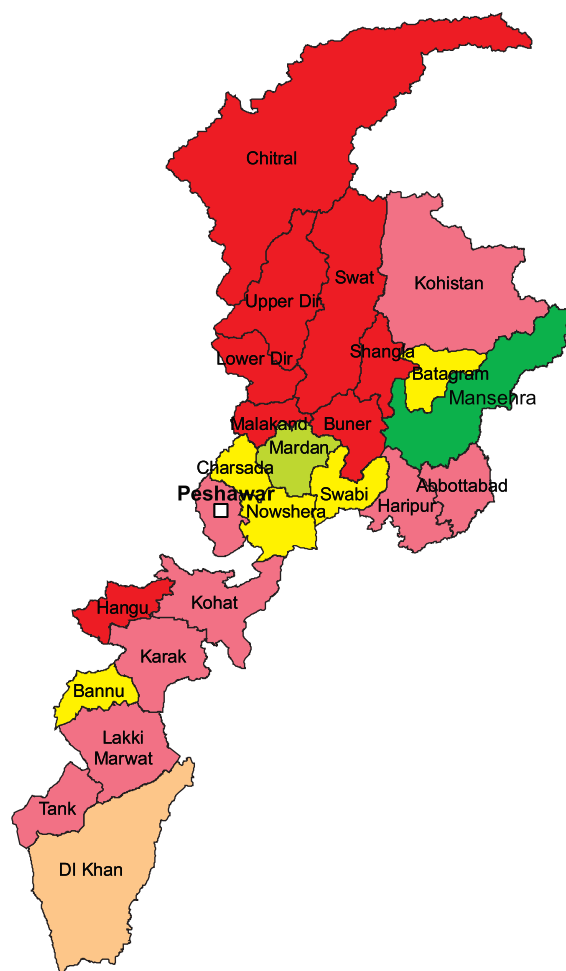 Chitral
Swat
Kohistan
Upper Dir
Lower Dir
Shangla
Batagram
Mansehra
Malakand
Buner
Mardan
Charsada
Peshawar
Nowshera
Swabi
Haripur
Abbottabad
Hangu
Kohat
Karak
Bannu
Lakki
Marwat
Tank
DI Khan